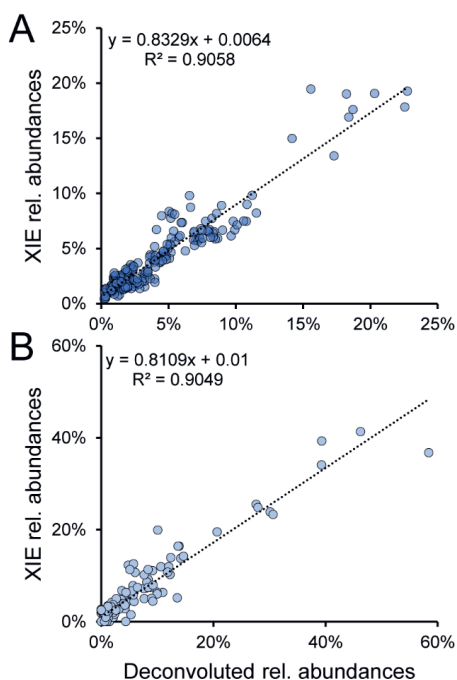 A
25%
y = 0.8329x + 0.0064
R² = 0.9058
20%
15%
10%
5%
0%
XIE rel. abundances
0% 5% 10% 15% 20% 25%
B
60%
y = 0.8109x + 0.01
R² = 0.9049
40%
20%
0%
XIE rel. abundances
0% 20% 40% 60%
Deconvoluted rel. abundances